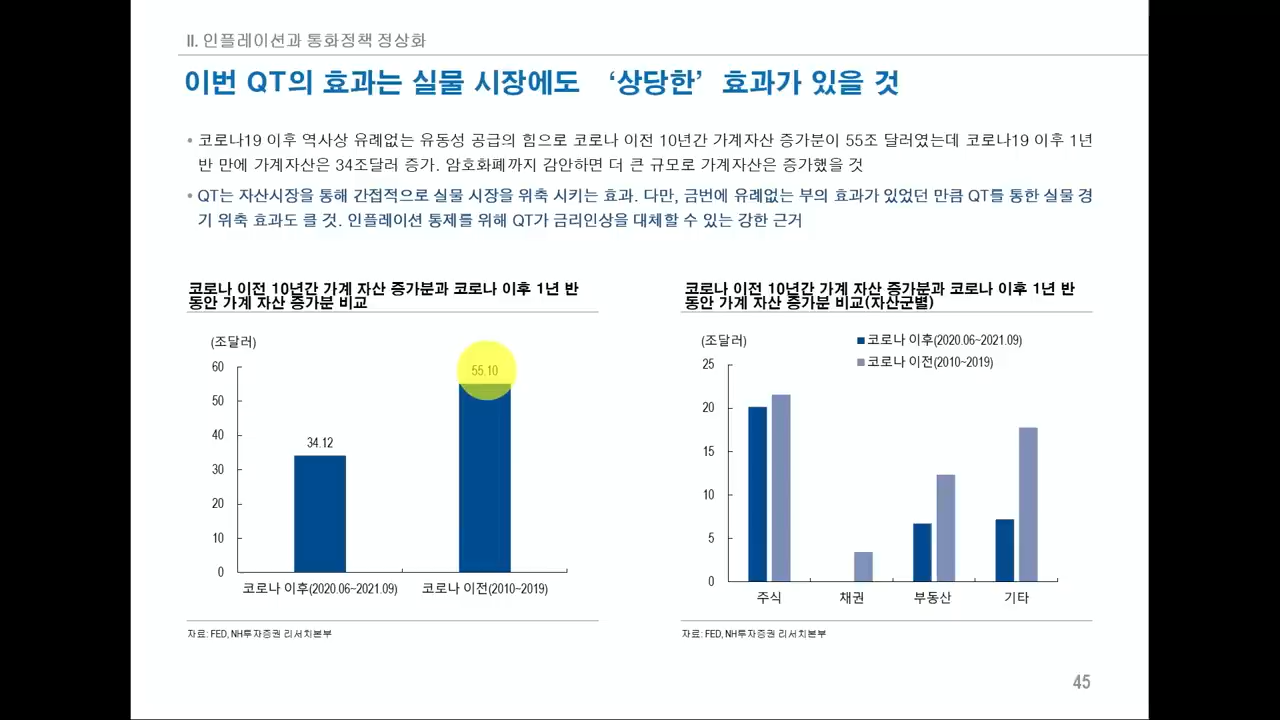 II. 인플레이션과 통화정책 정상화
이번 QT의 효과는 실물 시장에도 ‘상당한’ 효과가 있을 것
• 코로나19 이후 역사상 유례없는 유동성 공급의 힘으로 코로나 이전 10년간 가계자산 증가분이 55조 달러였는데 코로나19 이후 1년
반 만에 가계자산은 34조달러 증가. 암호화폐까지 감안하면 더 큰 규모로 가계자산은 증가했을 것
• QT는 자산시장을 통해 간접적으로 실물 시장을 위축 시키는 효과. 다만, 금번에 유례없는 부의 효과가 있었던 만큼 QT를 통한 실물 경
기 위축 효과도 클 것. 인플레이션 통제를 위해 QT가 금리인상을 대체할 수 있는 강한 근거
코로나 이전 10년간 가계 자산 증가분과 코로나 이후 1년 반
동안 가계 자산 증가분 비교
(조달러)
60
50
40
30
20
10
0
34.12
55.10
코로나 이후(2020.06~2021.09)
코로나 이전(2010~2019)
자료: FED, NH투자증권 리서치본부
코로나 이전 10년간 가계 자산 증가분과 코로나 이후 1년 반
동안 가계 자산 증가분 비교(자산군별)
(조달러)
코로나 이후(2020.06~2021.09)
코로나 이전(2010~2019)
25
20
15
10
5
0
주식
채권
부동산
기타
자료: FED, NH투자증권 리서치본부
45